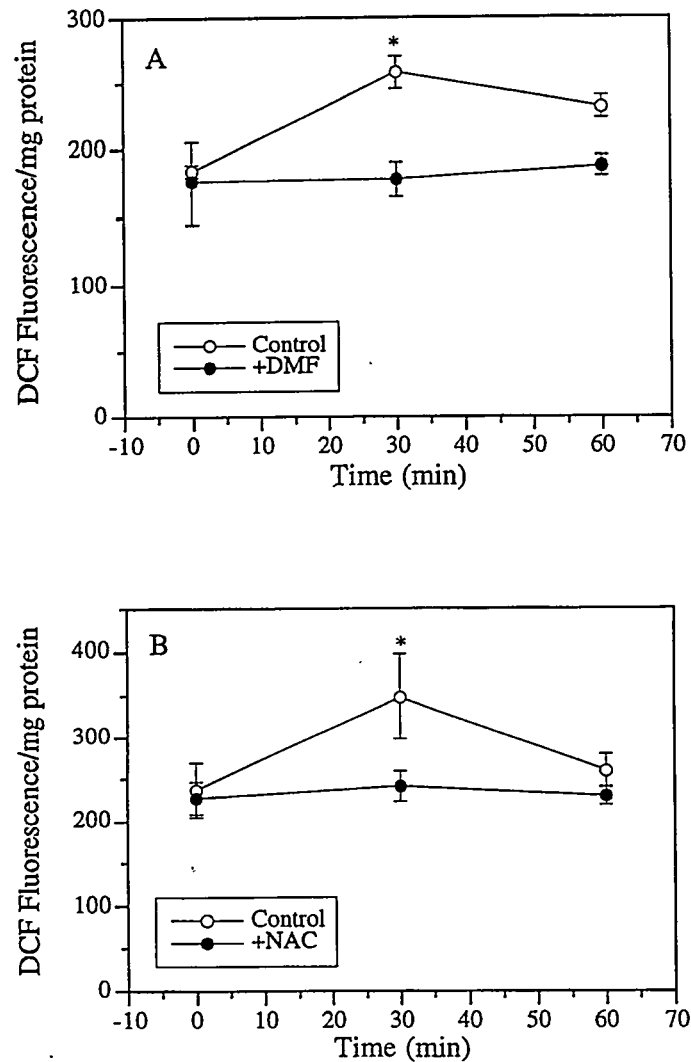 300
A
*
200
100
0
DCF Fluorescence/mg protein
Control
+DMF
-10 0 10 20 30 40 50 60 70
Time (min)
B
*
400
300
200
100
0
DCF Fluorescence/mg protein
Control
+NAC
-10 0 10 20 30 40 50 60 70
Time (min)